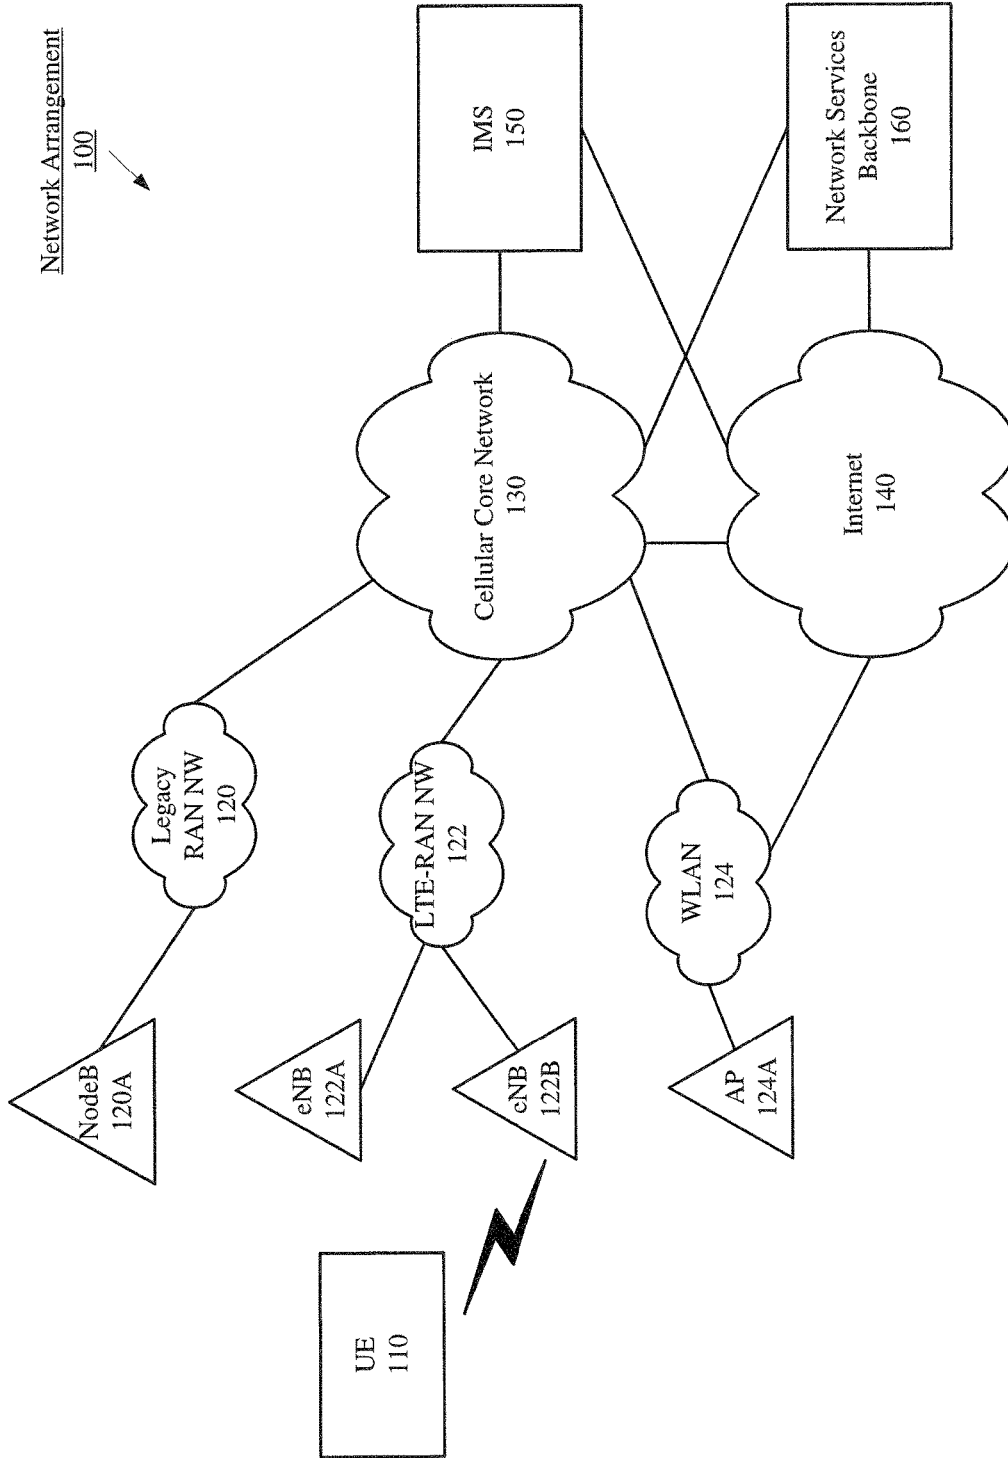 Network Arrangement
100
UE
110
NodeB
120A
eNB
122A
eNB
122B
AP
124A
Legacy
RAN NW
120
LTE-RAN NW
122
WLAN
124
Cellular Core Network
130
Internet
140
IMS
150
Network Services
Backbone
160